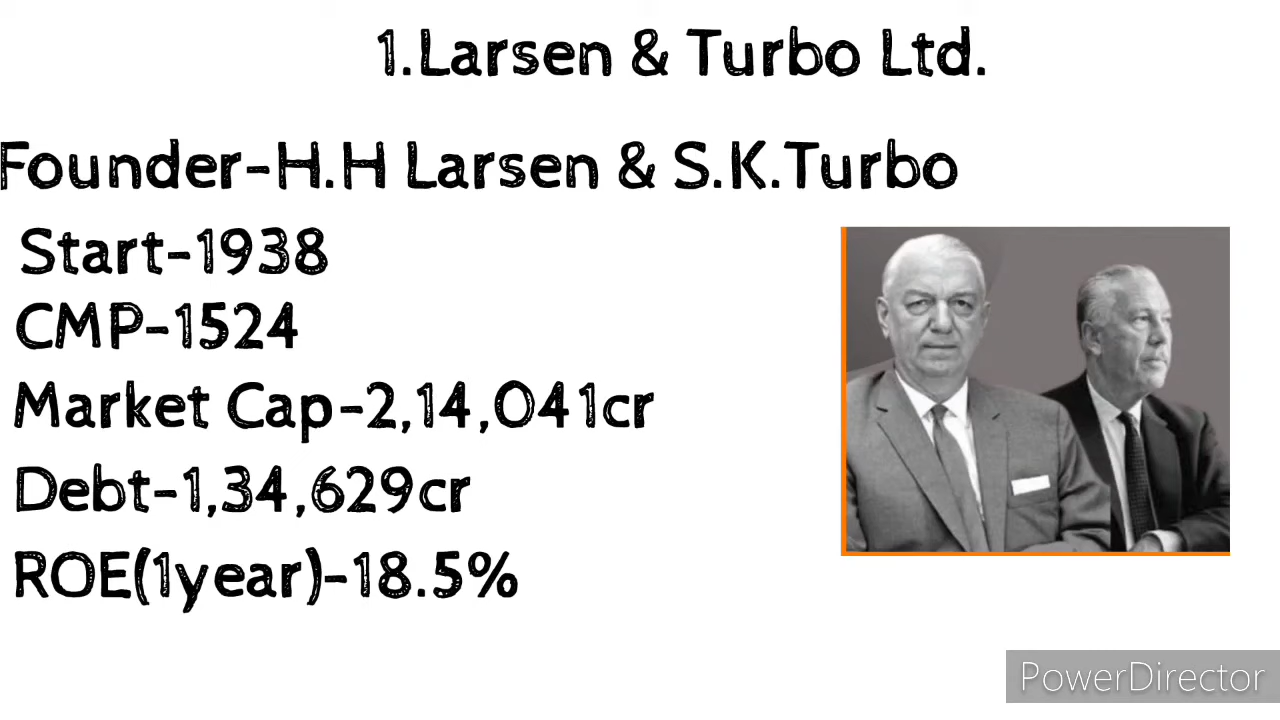 1.Larsen & Turbo Ltd.
Founder-H.H Larsen & S.K.Turbo
Start-1938
CMP-1524
Market Cap-2,14,041cr
Debt-1,34,629cr
ROE(1year)-18.5%
PowerDirector